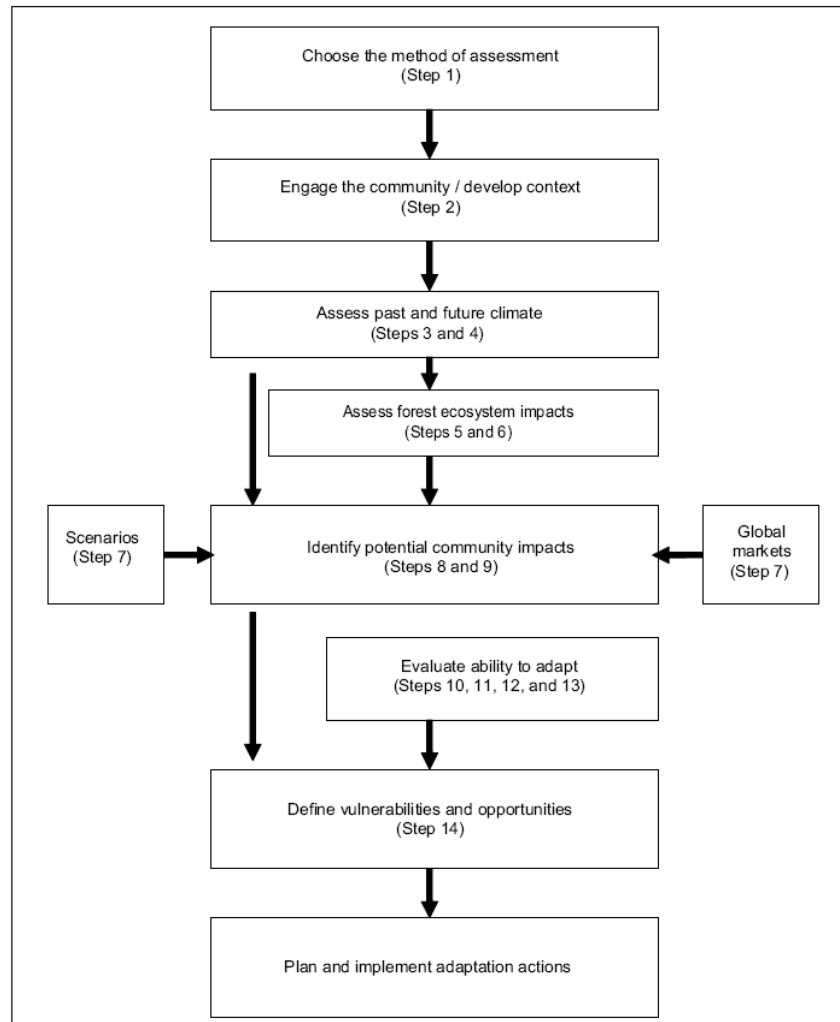 Choose the method of assessment
(Step 1)
Engage the community / develop context
(Step 2)
Assess past and future climate
(Steps 3 and 4)
Assess forest ecosystem impacts
(Steps 5 and 6)
Scenarios
(Step 7)
Identify potential community impacts
(Steps 8 and 9)
Global
markets
(Step 7)
Evaluate ability to adapt
(Steps 10, 11, 12, and 13)
Define vulnerabilities and opportunities
(Step 14)
Plan and implement adaptation actions